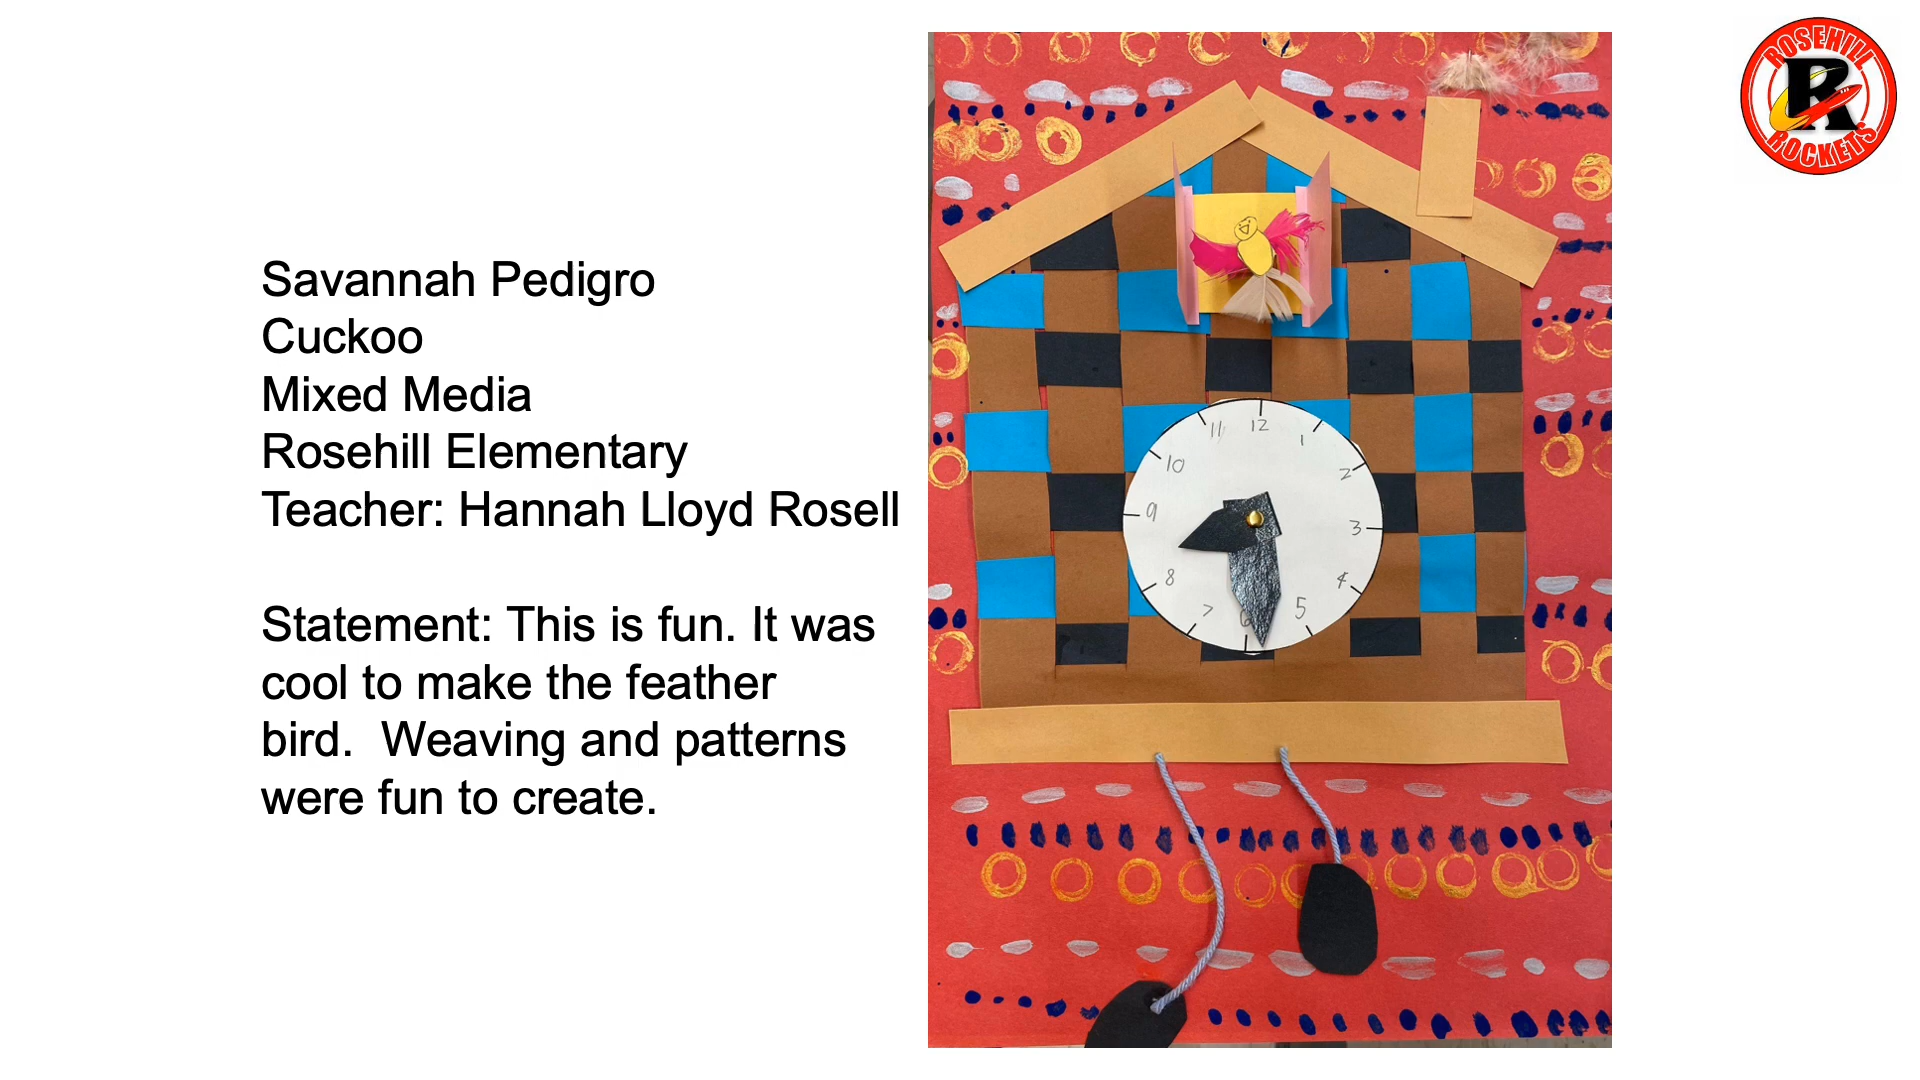 Savannah Pedigro
Cuckoo
Mixed Media
Rosehill Elementary
Teacher: Hannah Lloyd Rosell
Statement: This is fun. It was
cool to make the feather
bird.  Weaving and patterns
were fun to create.
ROSEHILL
R
ROCKETS
12
1
2
3
4
5
6
7
8
9
10
11